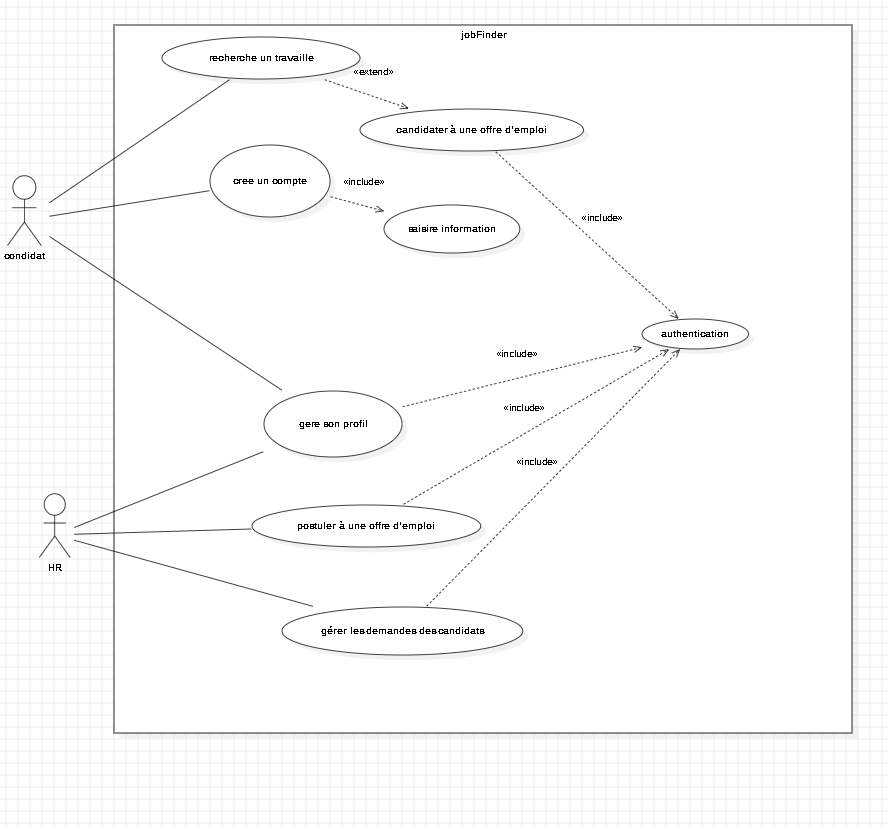 jobFinder
recherche un travaille
«extend»
candidater à une offre d'emploi
cree un compte
«include»
saisire information
«include»
condidat
authentication
«include»
«include»
gere son profil
«include»
postuler à une offre d'emploi
HR
gérer les demandes des candidats